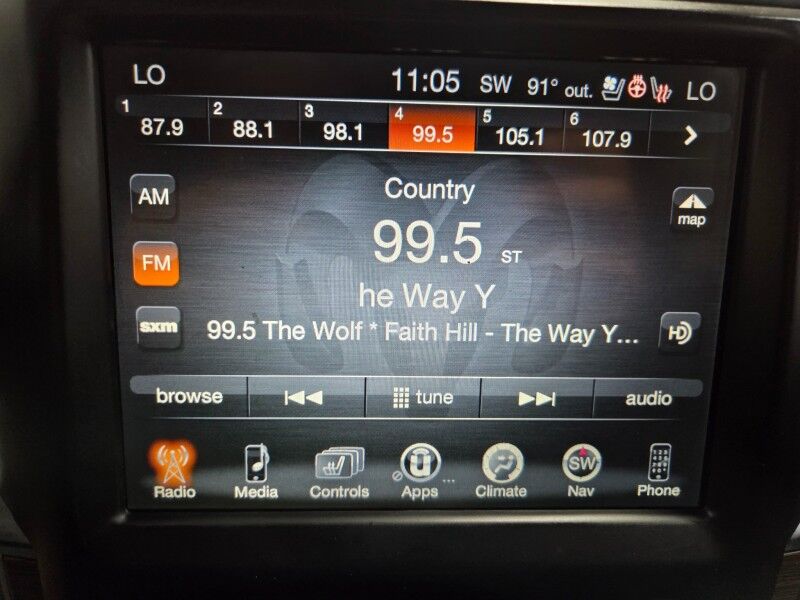 LO 11:05 SW 91° out. LO
1 87.9 2 88.1 3 98.1 4 99.5 5 105.1 6 107.9
AM Country map
99.5 ST
FM
he Way Y
sxm 99.5 The Wolf * Faith Hill - The Way Y... HD
browse tune audio
SW
Radio Media Controls Apps ... Climate Nav Phone